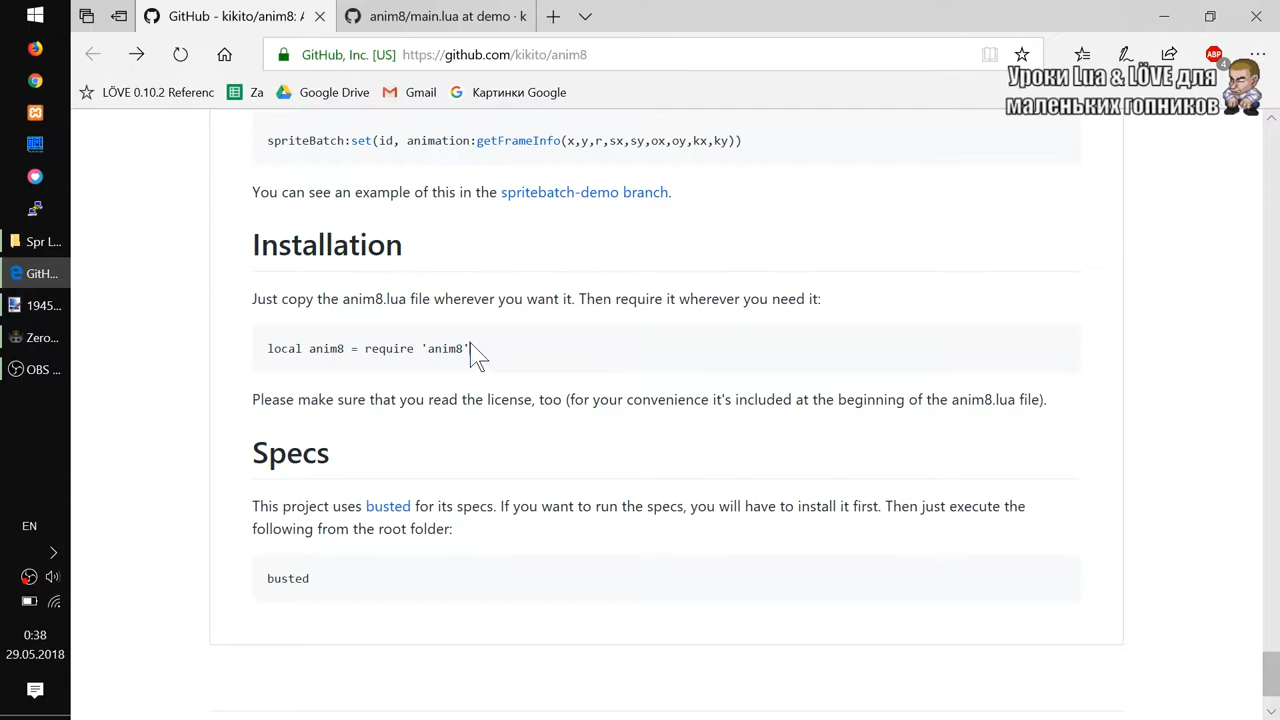 GitHub - kikito/anim8: A
anim8/main.lua at demo · k
GitHub, Inc. [US] https://github.com/kikito/anim8
ABP
4
LÖVE 0.10.2 Referenc
Za
Google Drive
Gmail
Картинки Google
Уроки Lua & LÖVE для
маленьких гопников
spriteBatch:set(id, animation:getFrameInfo(x,y,r,sx,sy,ox,oy,kx,ky))
You can see an example of this in the spritebatch-demo branch.
Installation
Just copy the anim8.lua file wherever you want it. Then require it wherever you need it:
local anim8 = require 'anim8'
Please make sure that you read the license, too (for your convenience it's included at the beginning of the anim8.lua file).
Specs
This project uses busted for its specs. If you want to run the specs, you will have to install it first. Then just execute the
following from the root folder:
busted
Spr L...
GitH...
1945...
Zero...
OBS ...
EN
0:38
29.05.2018